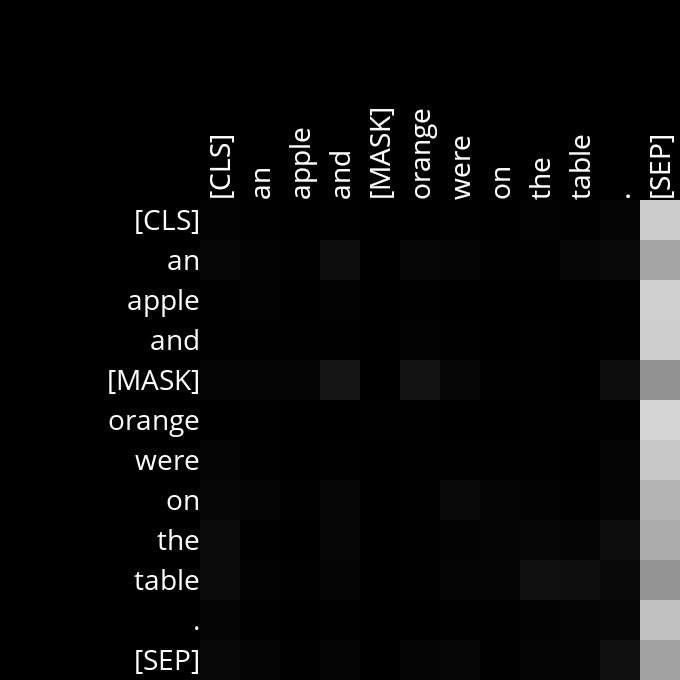 [CLS] an apple and [MASK] orange were on the table . [SEP]
[CLS]
an
apple
and
[MASK]
orange
were
on
the
table
.
[SEP]